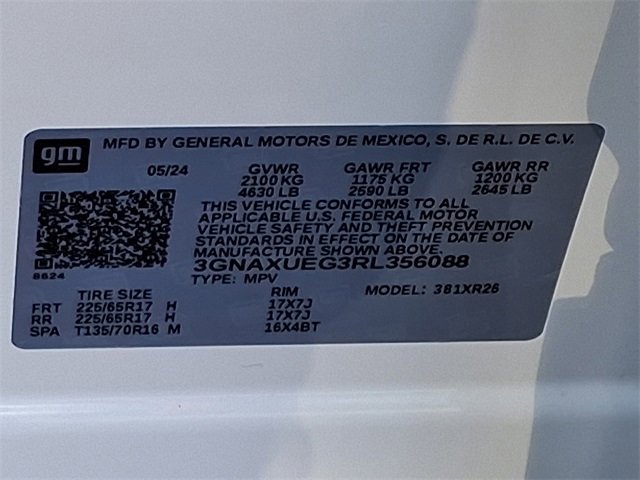 gm
MFD BY GENERAL MOTORS DE MEXICO, S. DE R.L. DE C.V.
05/24 GVWR GAWR FRT GAWR RR
2100 KG 1175 KG 1200 KG
4630 LB 2590 LB 2645 LB
THIS VEHICLE CONFORMS TO ALL
APPLICABLE U.S. FEDERAL MOTOR
VEHICLE SAFETY AND THEFT PREVENTION
STANDARDS IN EFFECT ON THE DATE OF
MANUFACTURE SHOWN ABOVE.
8624
3GNAXUEG3RL356088
TYPE: MPV MODEL: 381XR26
TIRE SIZE RIM
FRT 225/65R17 H 17X7J
RR 225/65R17 H 17X7J
SPA T135/70R16 M 16X4BT